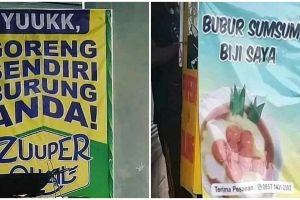 YUUKK,
GORENG
SENDIRI
BURUNG
ANDA!
ZUUPER
BUBUR SUMSUM
BIJI SAYA
Terima Pesanan